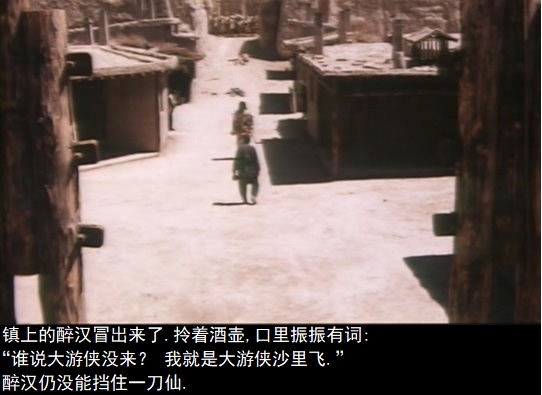 镇上的醉汉冒出来了.拎着酒壶,口里振振有词:
“谁说大游侠没来? 我就是大游侠沙里飞.”
醉汉仍没能挡住一刀仙.